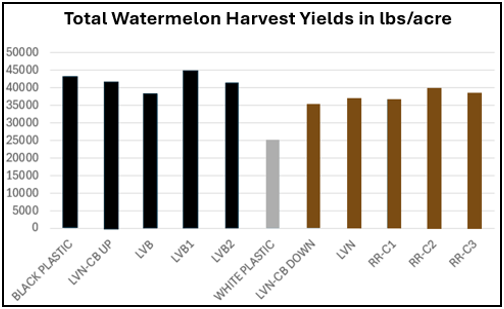 Total Watermelon Harvest Yields in lbs/acre
50000
45000
40000
35000
30000
25000
20000
15000
10000
5000
0
BLACK PLASTIC
LVN-CB UP
LVB
LVB1
LVB2
WHITE PLASTIC
LVN-CB DOWN
LVN
RR-C1
RR-C2
RR-C3